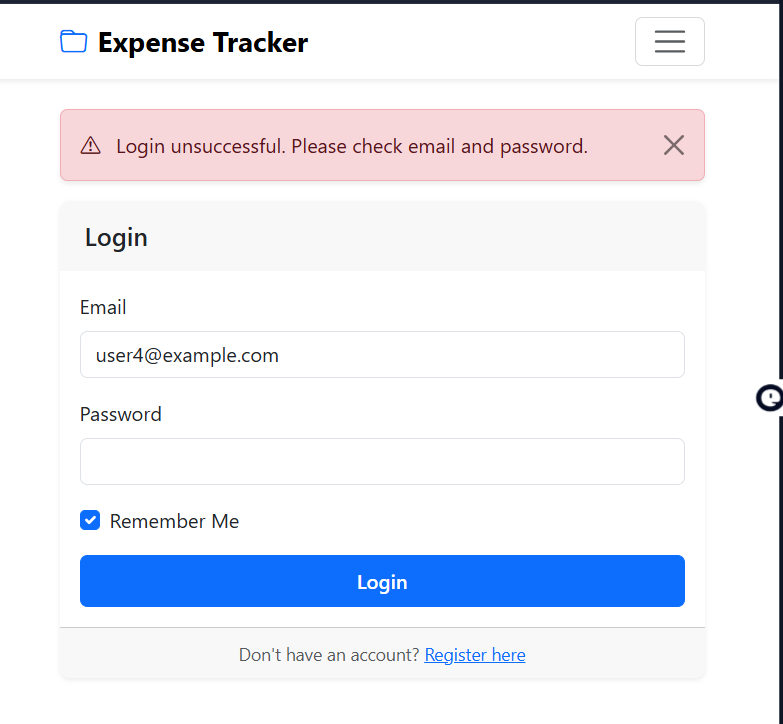 Expense Tracker
Login unsuccessful. Please check email and password.
Login
Email
user4@example.com
Password
Remember Me
Login
Don't have an account? Register here